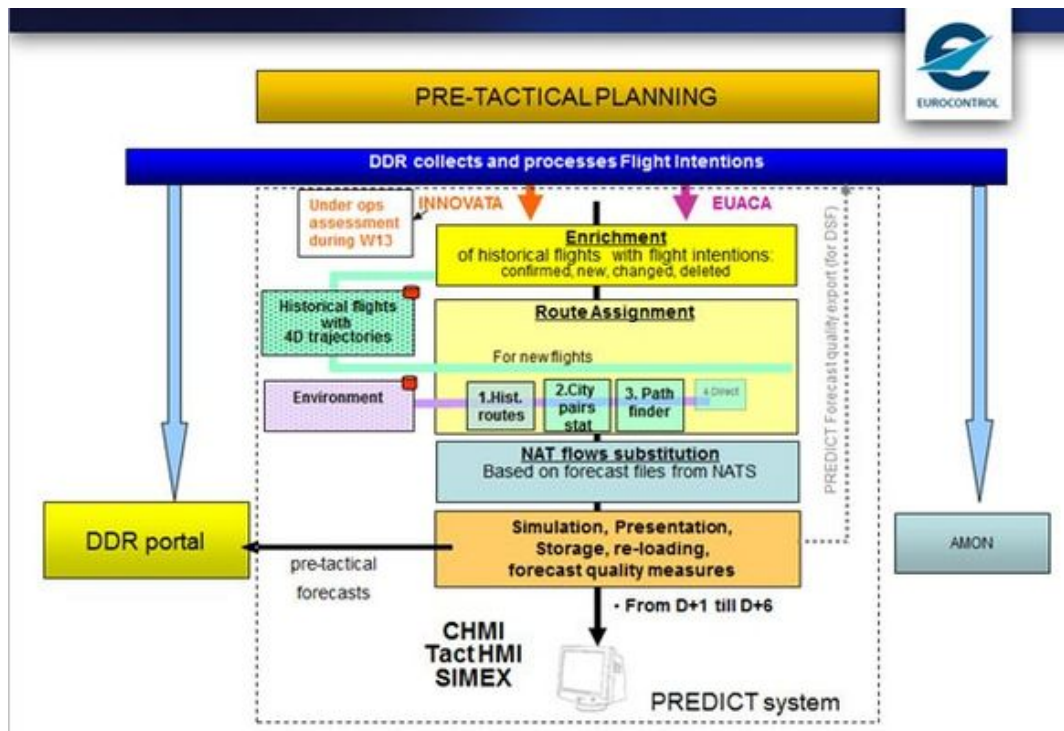 EUROCONTROL
PRE-TACTICAL PLANNING
DDR collects and processes Flight Intentions
Under ops
assessment
during W13
INNOVATA
EUACA
Enrichment
of historical flights with flight intentions:
confirmed, new, changed, deleted
Historical flights
with
4D trajectories
Route Assignment
For new flights
Environment
1.Hist.
routes
2.City
pairs
stat
3. Path
finder
4.Direct
NAT flows substitution
Based on forecast files from NATS
PREDICT Forecast quality export (for DSF)
Simulation, Presentation,
Storage, re-loading,
forecast quality measures
DDR portal
pre-tactical
forecasts
AMON
· From D+1 till D+6
CHMI
Tact HMI
SIMEX
PREDICT system